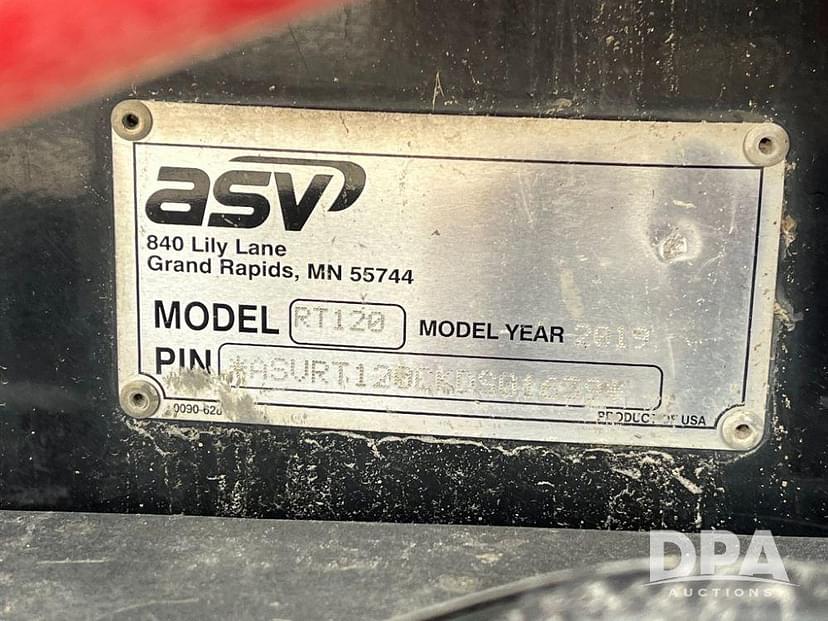 asv
840 Lily Lane
Grand Rapids, MN 55744
MODEL RT120 MODEL YEAR 2019
PIN
PRODUCT OF USA
DPA
AUCTIONS